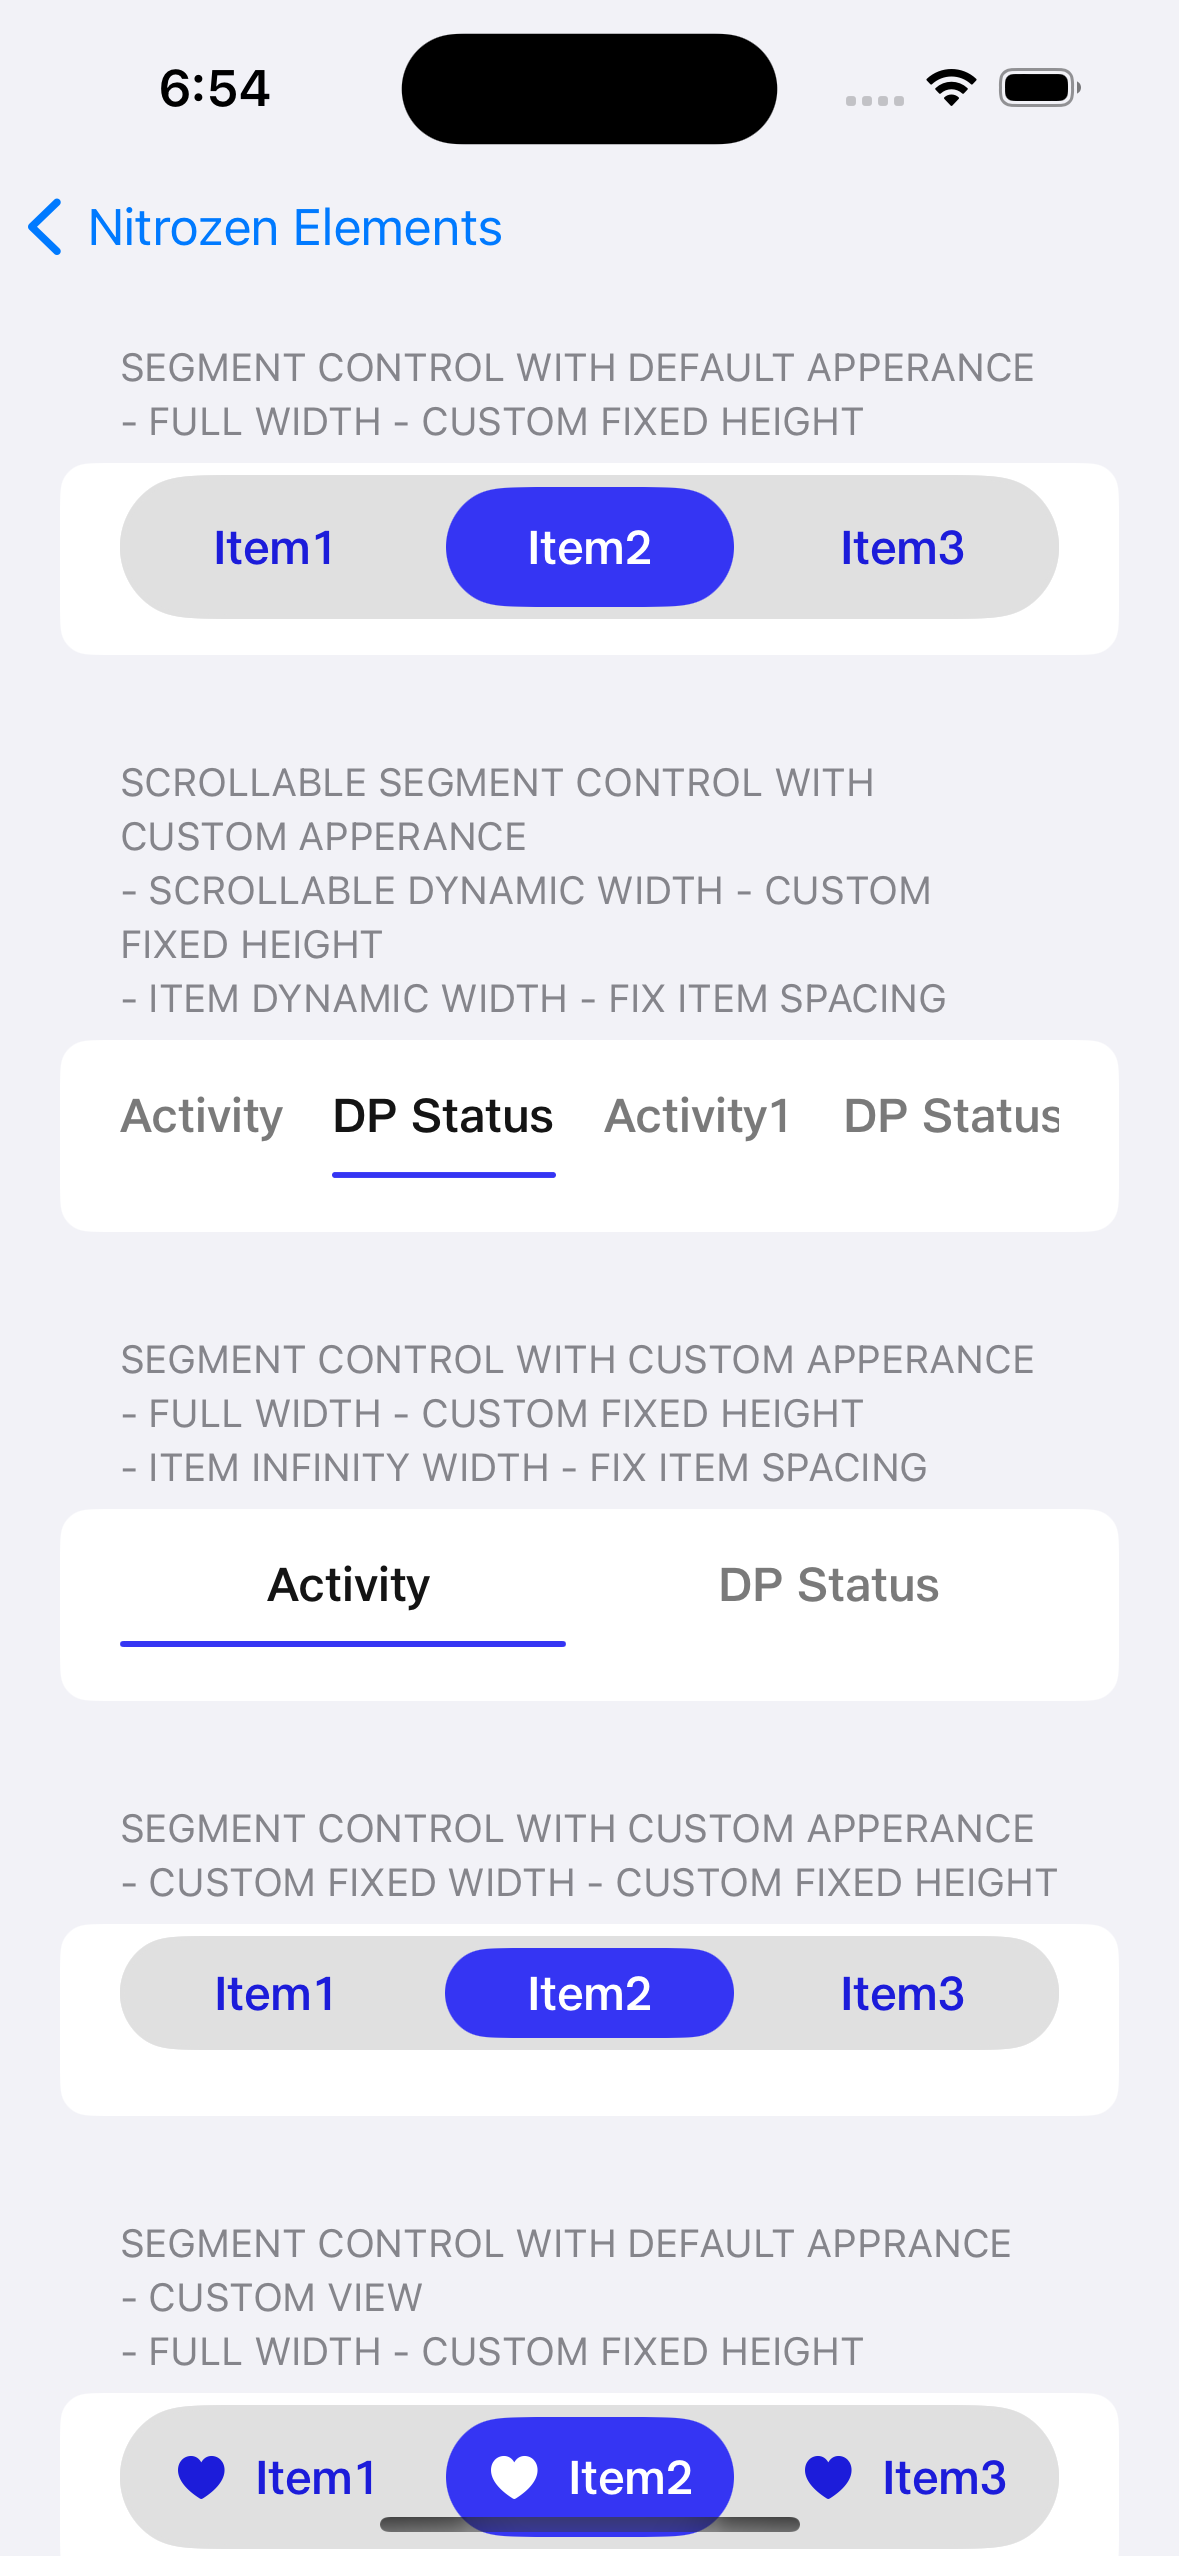 6:54
Nitrozen Elements
SEGMENT CONTROL WITH DEFAULT APPERANCE
- FULL WIDTH - CUSTOM FIXED HEIGHT
Item1 Item2 Item3
SCROLLABLE SEGMENT CONTROL WITH
CUSTOM APPERANCE
- SCROLLABLE DYNAMIC WIDTH - CUSTOM
FIXED HEIGHT
- ITEM DYNAMIC WIDTH - FIX ITEM SPACING
Activity DP Status Activity1 DP Status
SEGMENT CONTROL WITH CUSTOM APPERANCE
- FULL WIDTH - CUSTOM FIXED HEIGHT
- ITEM INFINITY WIDTH - FIX ITEM SPACING
Activity DP Status
SEGMENT CONTROL WITH CUSTOM APPERANCE
- CUSTOM FIXED WIDTH - CUSTOM FIXED HEIGHT
Item1 Item2 Item3
SEGMENT CONTROL WITH DEFAULT APPRANCE
- CUSTOM VIEW
- FULL WIDTH - CUSTOM FIXED HEIGHT
Item1 Item2 Item3